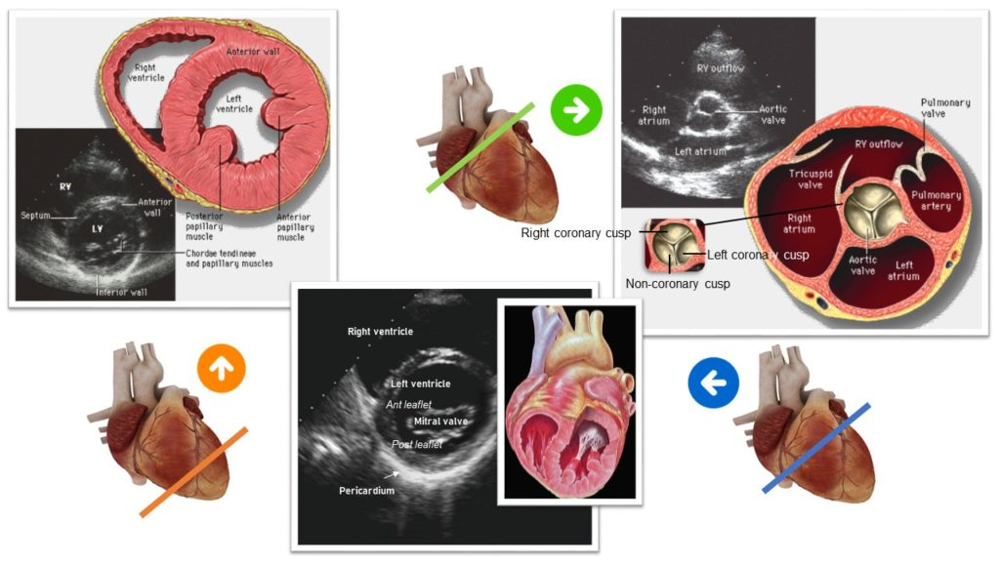 Anterior wall
Right
ventricle
Left
ventricle
RV
Septum
Anterior
wall
LV
Posterior
papillary
muscle
Anterior
papillary
muscle
Chordae tendineae
and papillary muscles
Inferior wall
RV outflow
Right
atrium
Aortic
valve
Left atrium
Pulmonary
valve
RV outflow
Tricuspid
valve
Pulmonary
artery
Right
atrium
Aortic
valve
Left
atrium
Right coronary cusp
Left coronary cusp
Non-coronary cusp
Right ventricle
Left ventricle
Ant leaflet
Mitral valve
Post leaflet
Pericardium